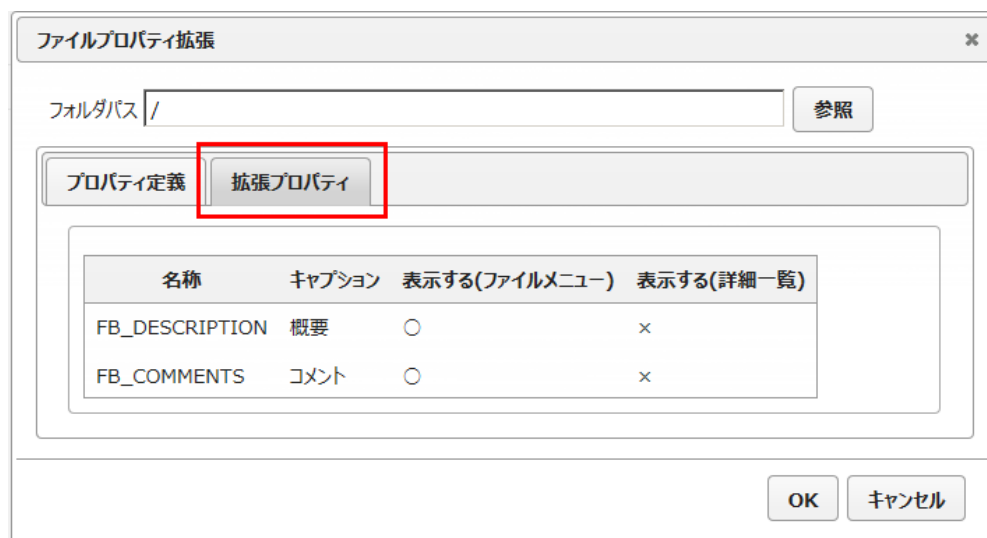 ファイルプロパティ拡張
フォルダパス / 参照
プロパティ定義 拡張プロパティ
名称 キャプション 表示する(ファイルメニュー) 表示する(詳細一覧)
FB_DESCRIPTION 概要 ○ ×
FB_COMMENTS コメント ○ ×
OK キャンセル